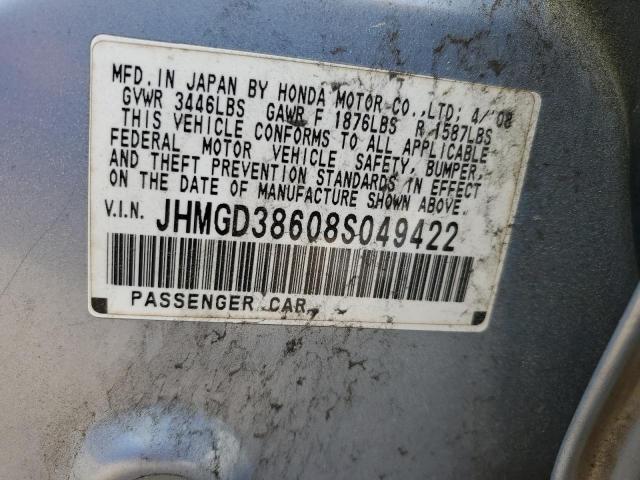 MFD. IN JAPAN BY HONDA MOTOR CO., LTD; 4/'08
GVWR 3446LBS GAWR F 1876LBS R 1587LBS
THIS VEHICLE CONFORMS TO ALL APPLICABLE
FEDERAL MOTOR VEHICLE SAFETY, BUMPER,
AND THEFT PREVENTION STANDARDS IN EFFECT
ON THE DATE OF MANUFACTURE SHOWN ABOVE.
V.I.N. JHMGD38608S049422
PASSENGER CAR